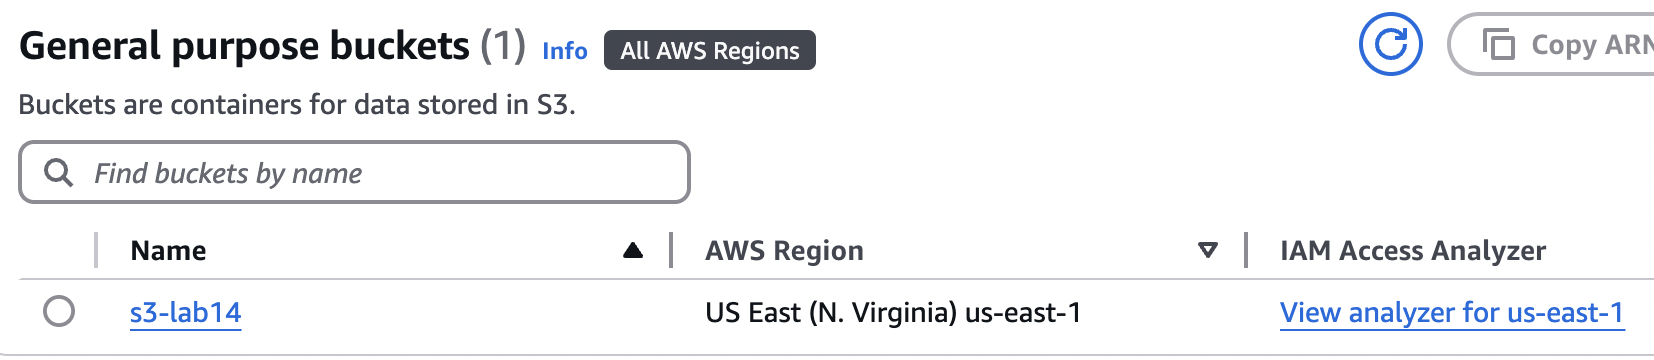 General purpose buckets (1) Info All AWS Regions Copy ARN
Buckets are containers for data stored in S3.
Find buckets by name
Name AWS Region IAM Access Analyzer
s3-lab14 US East (N. Virginia) us-east-1 View analyzer for us-east-1